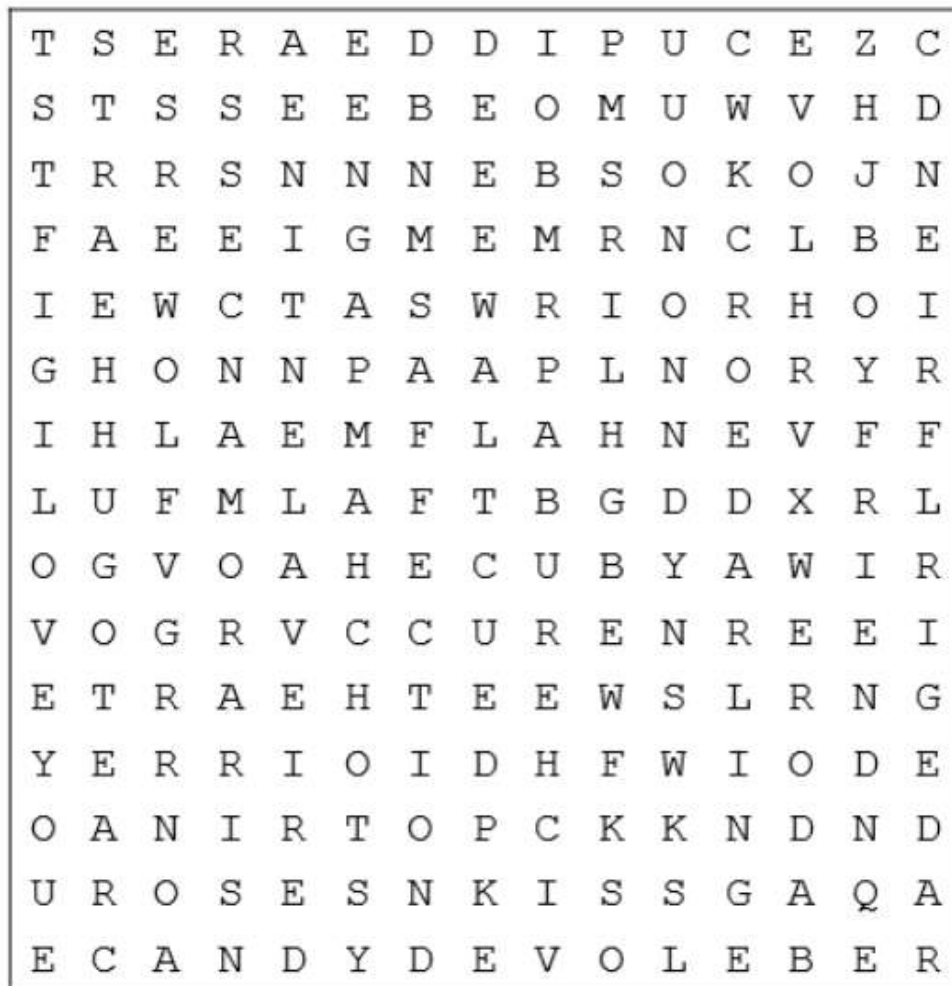 T S E R A E D D I P U C E Z C
S T S S E E B E O M U W V H D
T R R S N N N E B S O K O J N
F A E E I G M E M R N C L B E
I E W C T A S W R I O R H O I
G H O N N P A A P L N O R Y R
I H L A E M F L A H N E V F F
L U F M L A F T B G D D X R L
O G V O A H E C U B Y A W I R
V O G R V C C U R E N R E E I
E T R A E H T E E W S L R N G
Y E R R I O I D H F W I O D E
O A N I R T O P C K K N D N D
U R O S E S N K I S S G A Q A
E C A N D Y D E V O L E B E R